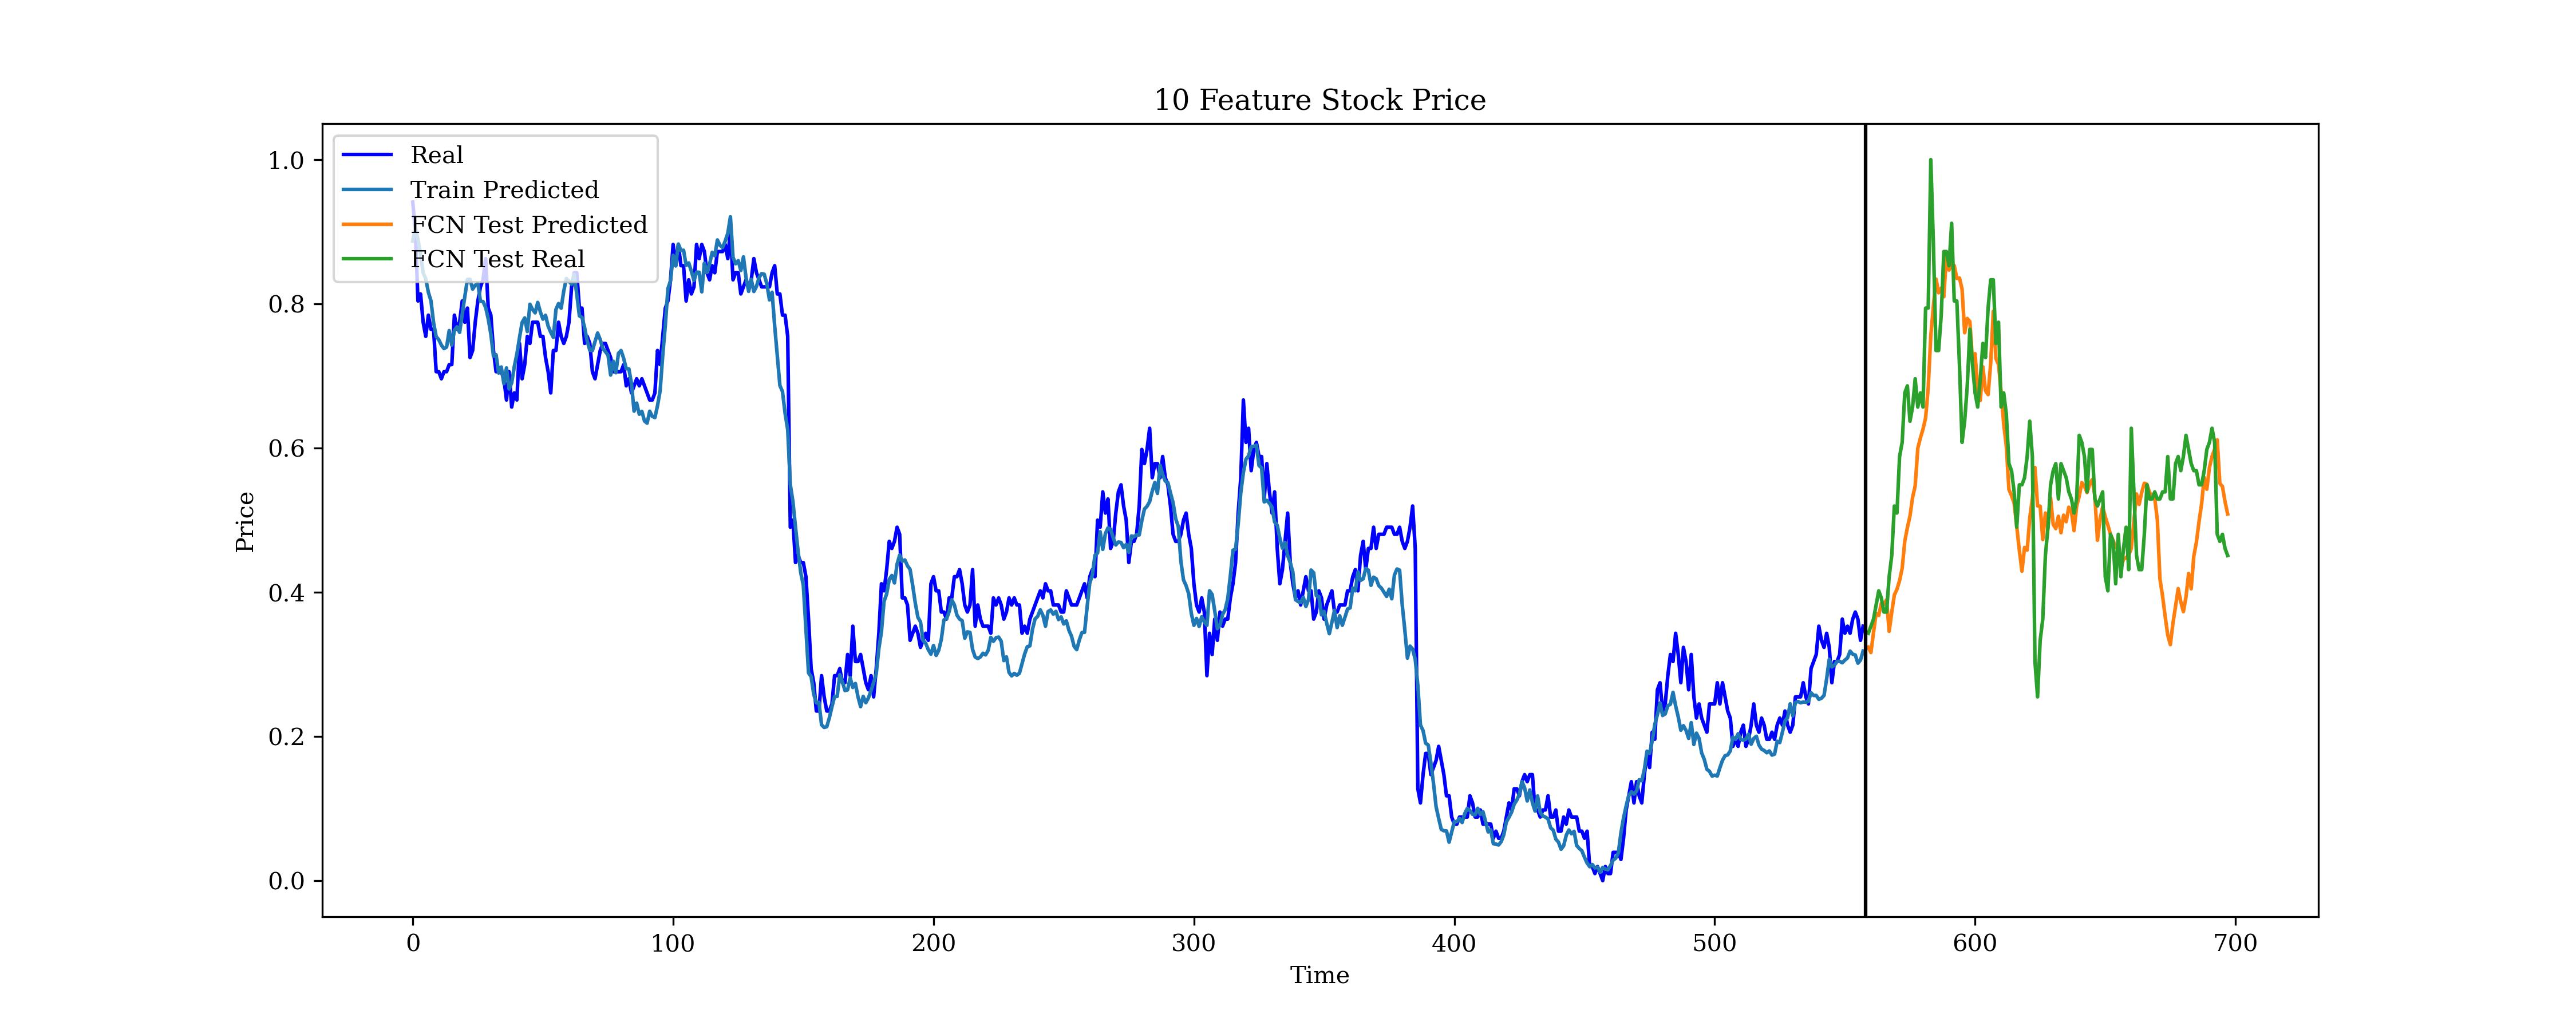 10 Feature Stock Price
Real
Train Predicted
FCN Test Predicted
FCN Test Real
1.0
0.8
0.6
0.4
0.2
0.0
Price
0 100 200 300 400 500 600 700
Time